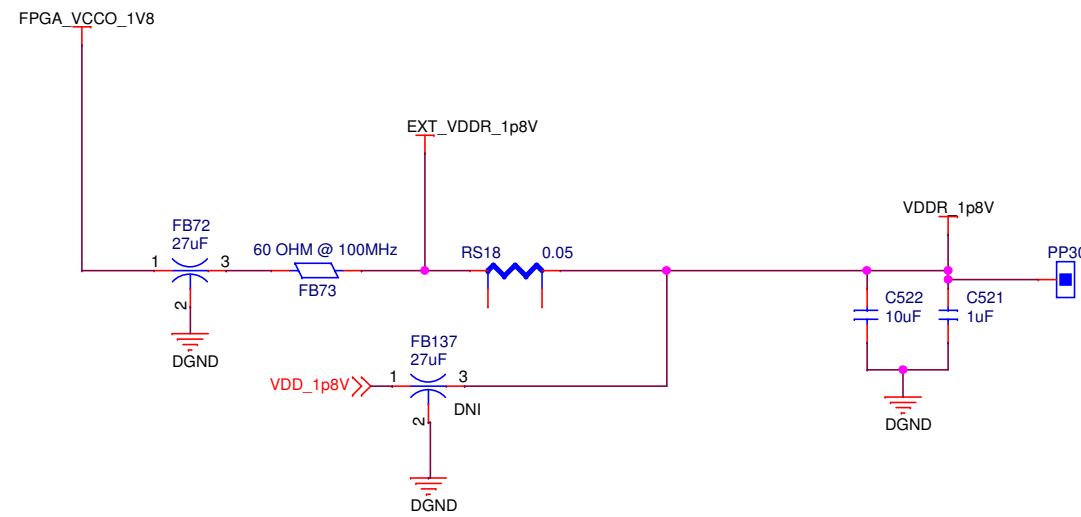 FPGA_VCCO_1V8
EXT_VDDR_1p8V
VDDR_1p8V
FB72
27uF
1
3
2
DGND
60 OHM @ 100MHz
FB73
RS18
0.05
PP30
C522
10uF
C521
1uF
DGND
FB137
27uF
VDD_1p8V
1
3
2
DNI
DGND